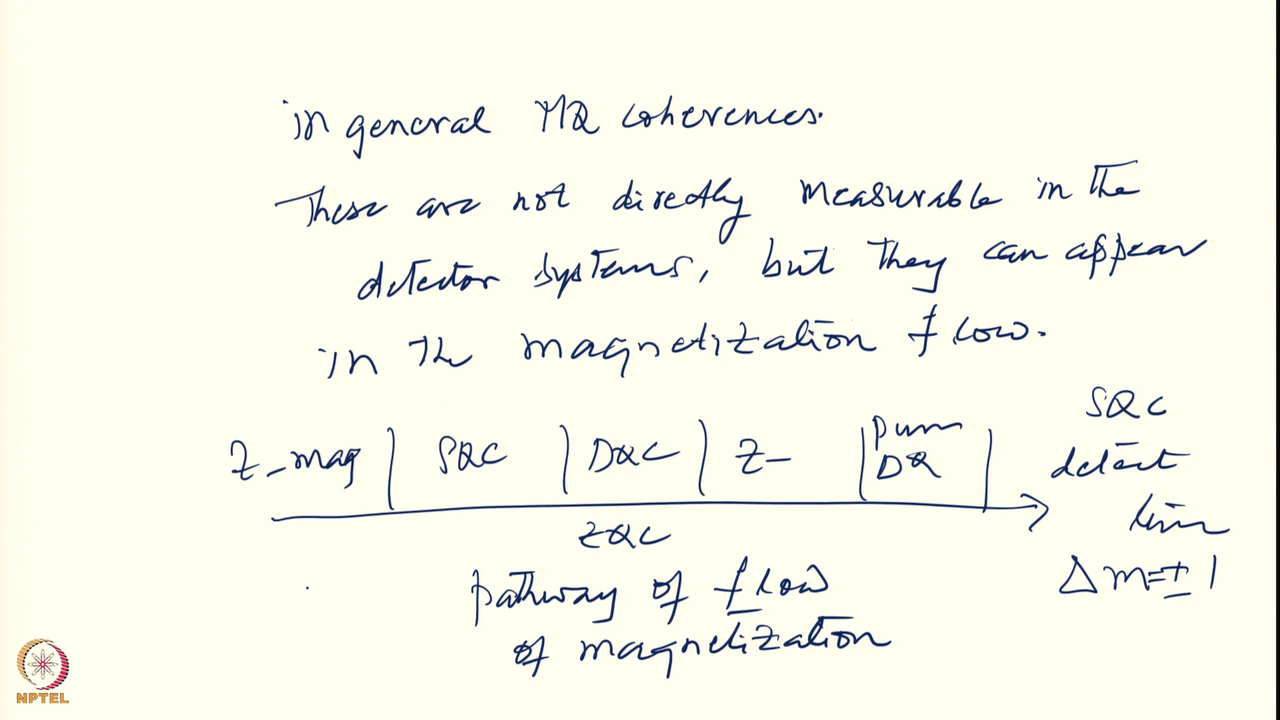 in general MQ coherences.
These are not directly measurable in the
detector systems, but they can appear
in the magnetization flow.
Z-mag | SQC | DQC | Z- | DQ | SQC
detect
ZQC
Δm=±1
pathway of flow
of magnetization
NPTEL